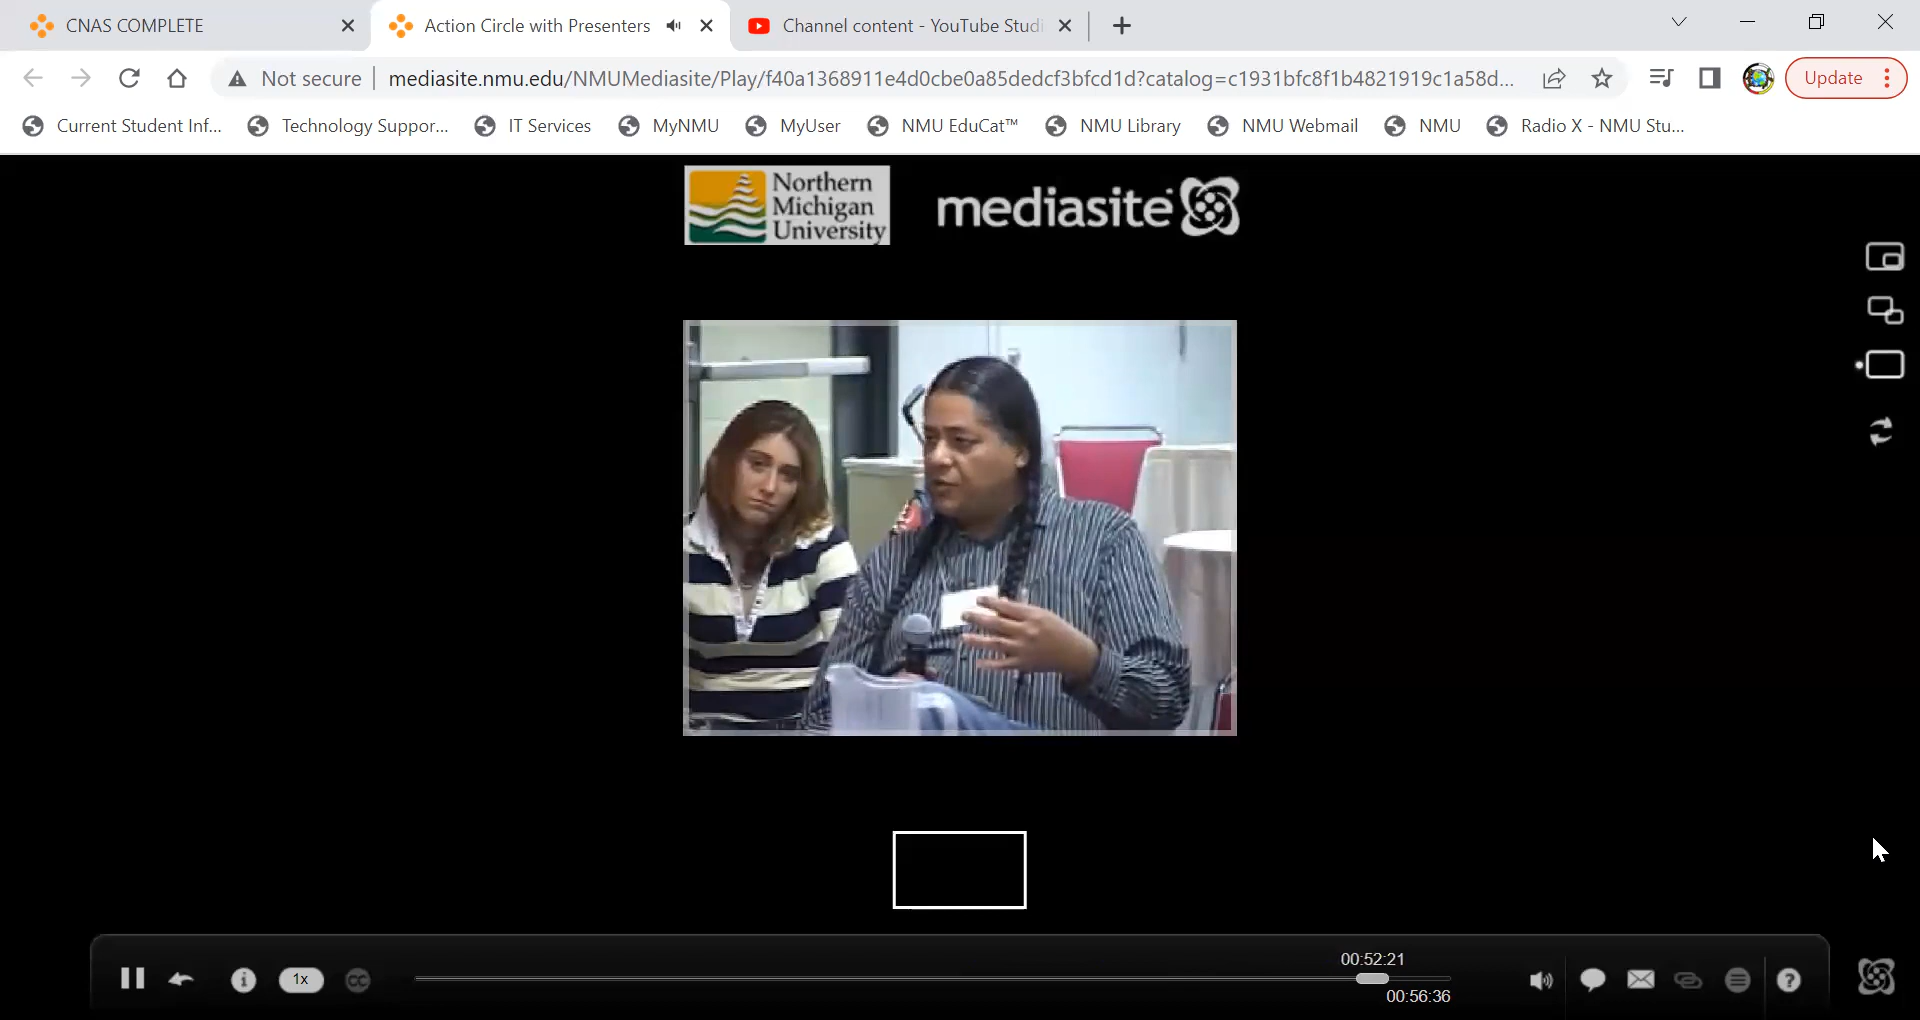 CNAS COMPLETE
Action Circle with Presenters
Channel content - YouTube Studi
Not secure
mediasite.nmu.edu/NMUMediasite/Play/f40a1368911e4d0cbe0a85dedcf3bfcd1d?catalog=c1931bfc8f1b4821919c1a58d...
Update
Current Student Inf...
Technology Suppor...
IT Services
MyNMU
MyUser
NMU EduCat™
NMU Library
NMU Webmail
NMU
Radio X - NMU Stu...
Northern
Michigan
University
mediasite
00:52:21
1x
CC
00:56:36